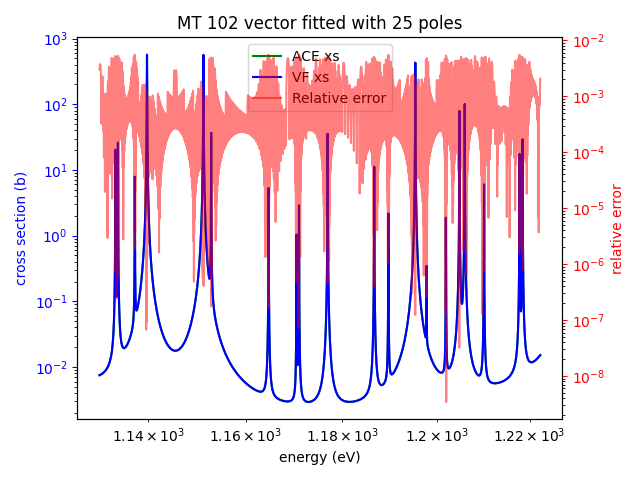 MT 102 vector fitted with 25 poles
ACE xs
VF xs
Relative error
cross section (b)
10³
10²
10¹
10⁰
10⁻¹
10⁻²
relative error
10⁻²
10⁻³
10⁻⁴
10⁻⁵
10⁻⁶
10⁻⁷
10⁻⁸
1.14 × 10³ 1.16 × 10³ 1.18 × 10³ 1.2 × 10³ 1.22 × 10³
energy (eV)